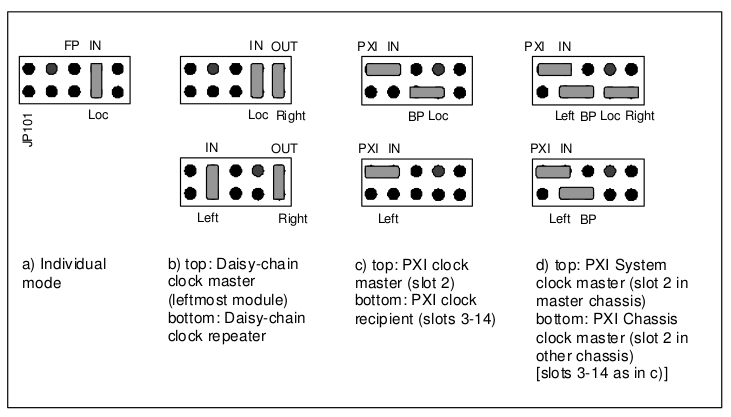 FP IN
Loc
JP101
IN OUT
Loc Right
IN OUT
Left Right
PXI IN
BP Loc
PXI IN
Left
PXI IN
Left BP Loc Right
PXI IN
Left BP
a) Individual
mode
b) top: Daisy-chain
clock master
(leftmost module)
bottom: Daisy-chain
clock repeater
c) top: PXI clock
master (slot 2)
bottom: PXI clock
recipient (slots 3-14)
d) top: PXI System
clock master (slot 2 in
master chassis)
bottom: PXI Chassis
clock master (slot 2 in
other chassis)
[slots 3-14 as in c)]